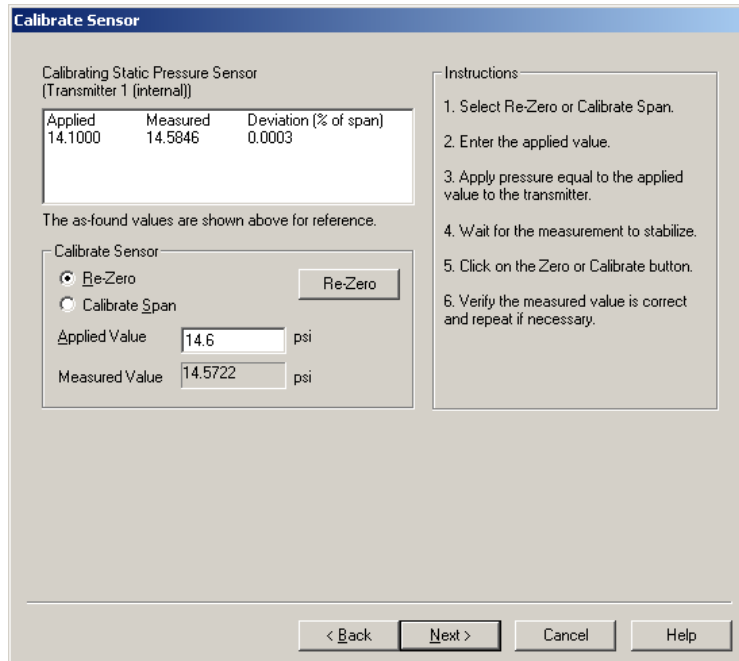 Calibrate Sensor
Calibrating Static Pressure Sensor
(Transmitter 1 (internal))
Applied Measured Deviation (% of span)
14.1000 14.5846 0.0003
The as-found values are shown above for reference.
Calibrate Sensor
Re-Zero
Re-Zero
Calibrate Span
Applied Value 14.6 psi
Measured Value 14.5722 psi
Instructions
1. Select Re-Zero or Calibrate Span.
2. Enter the applied value.
3. Apply pressure equal to the applied
value to the transmitter.
4. Wait for the measurement to stabilize.
5. Click on the Zero or Calibrate button.
6. Verify the measured value is correct
and repeat if necessary.
< Back Next > Cancel Help